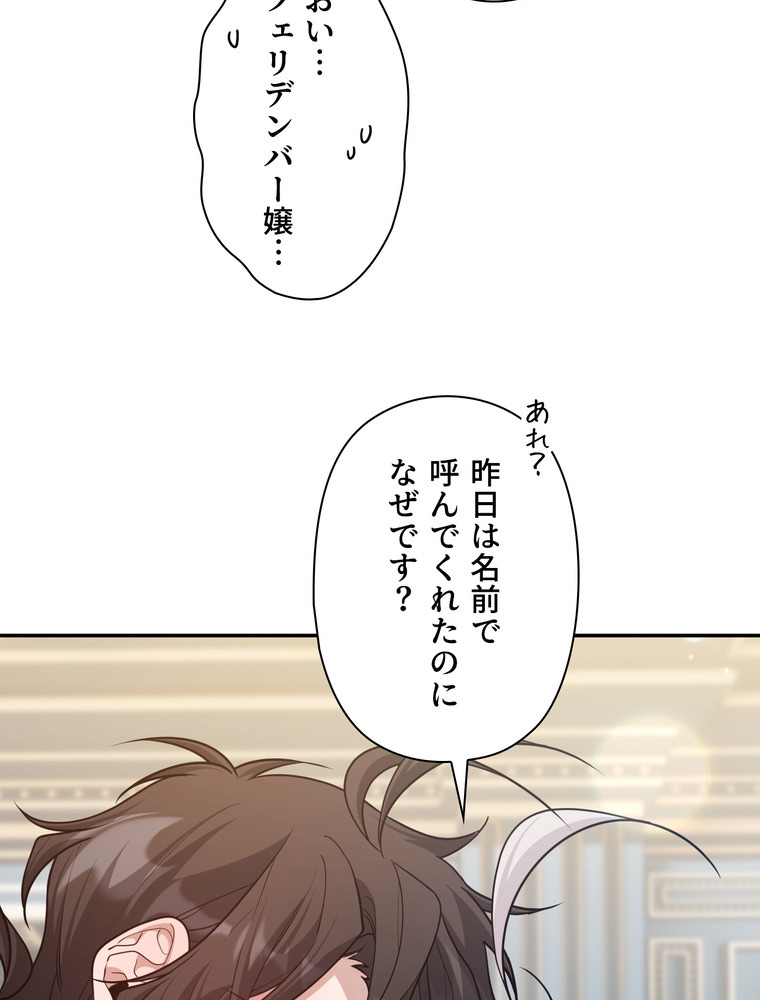 おい…
フェリデンバー嬢…
あれ?
昨日は名前で
呼んでくれたのに
なぜです?